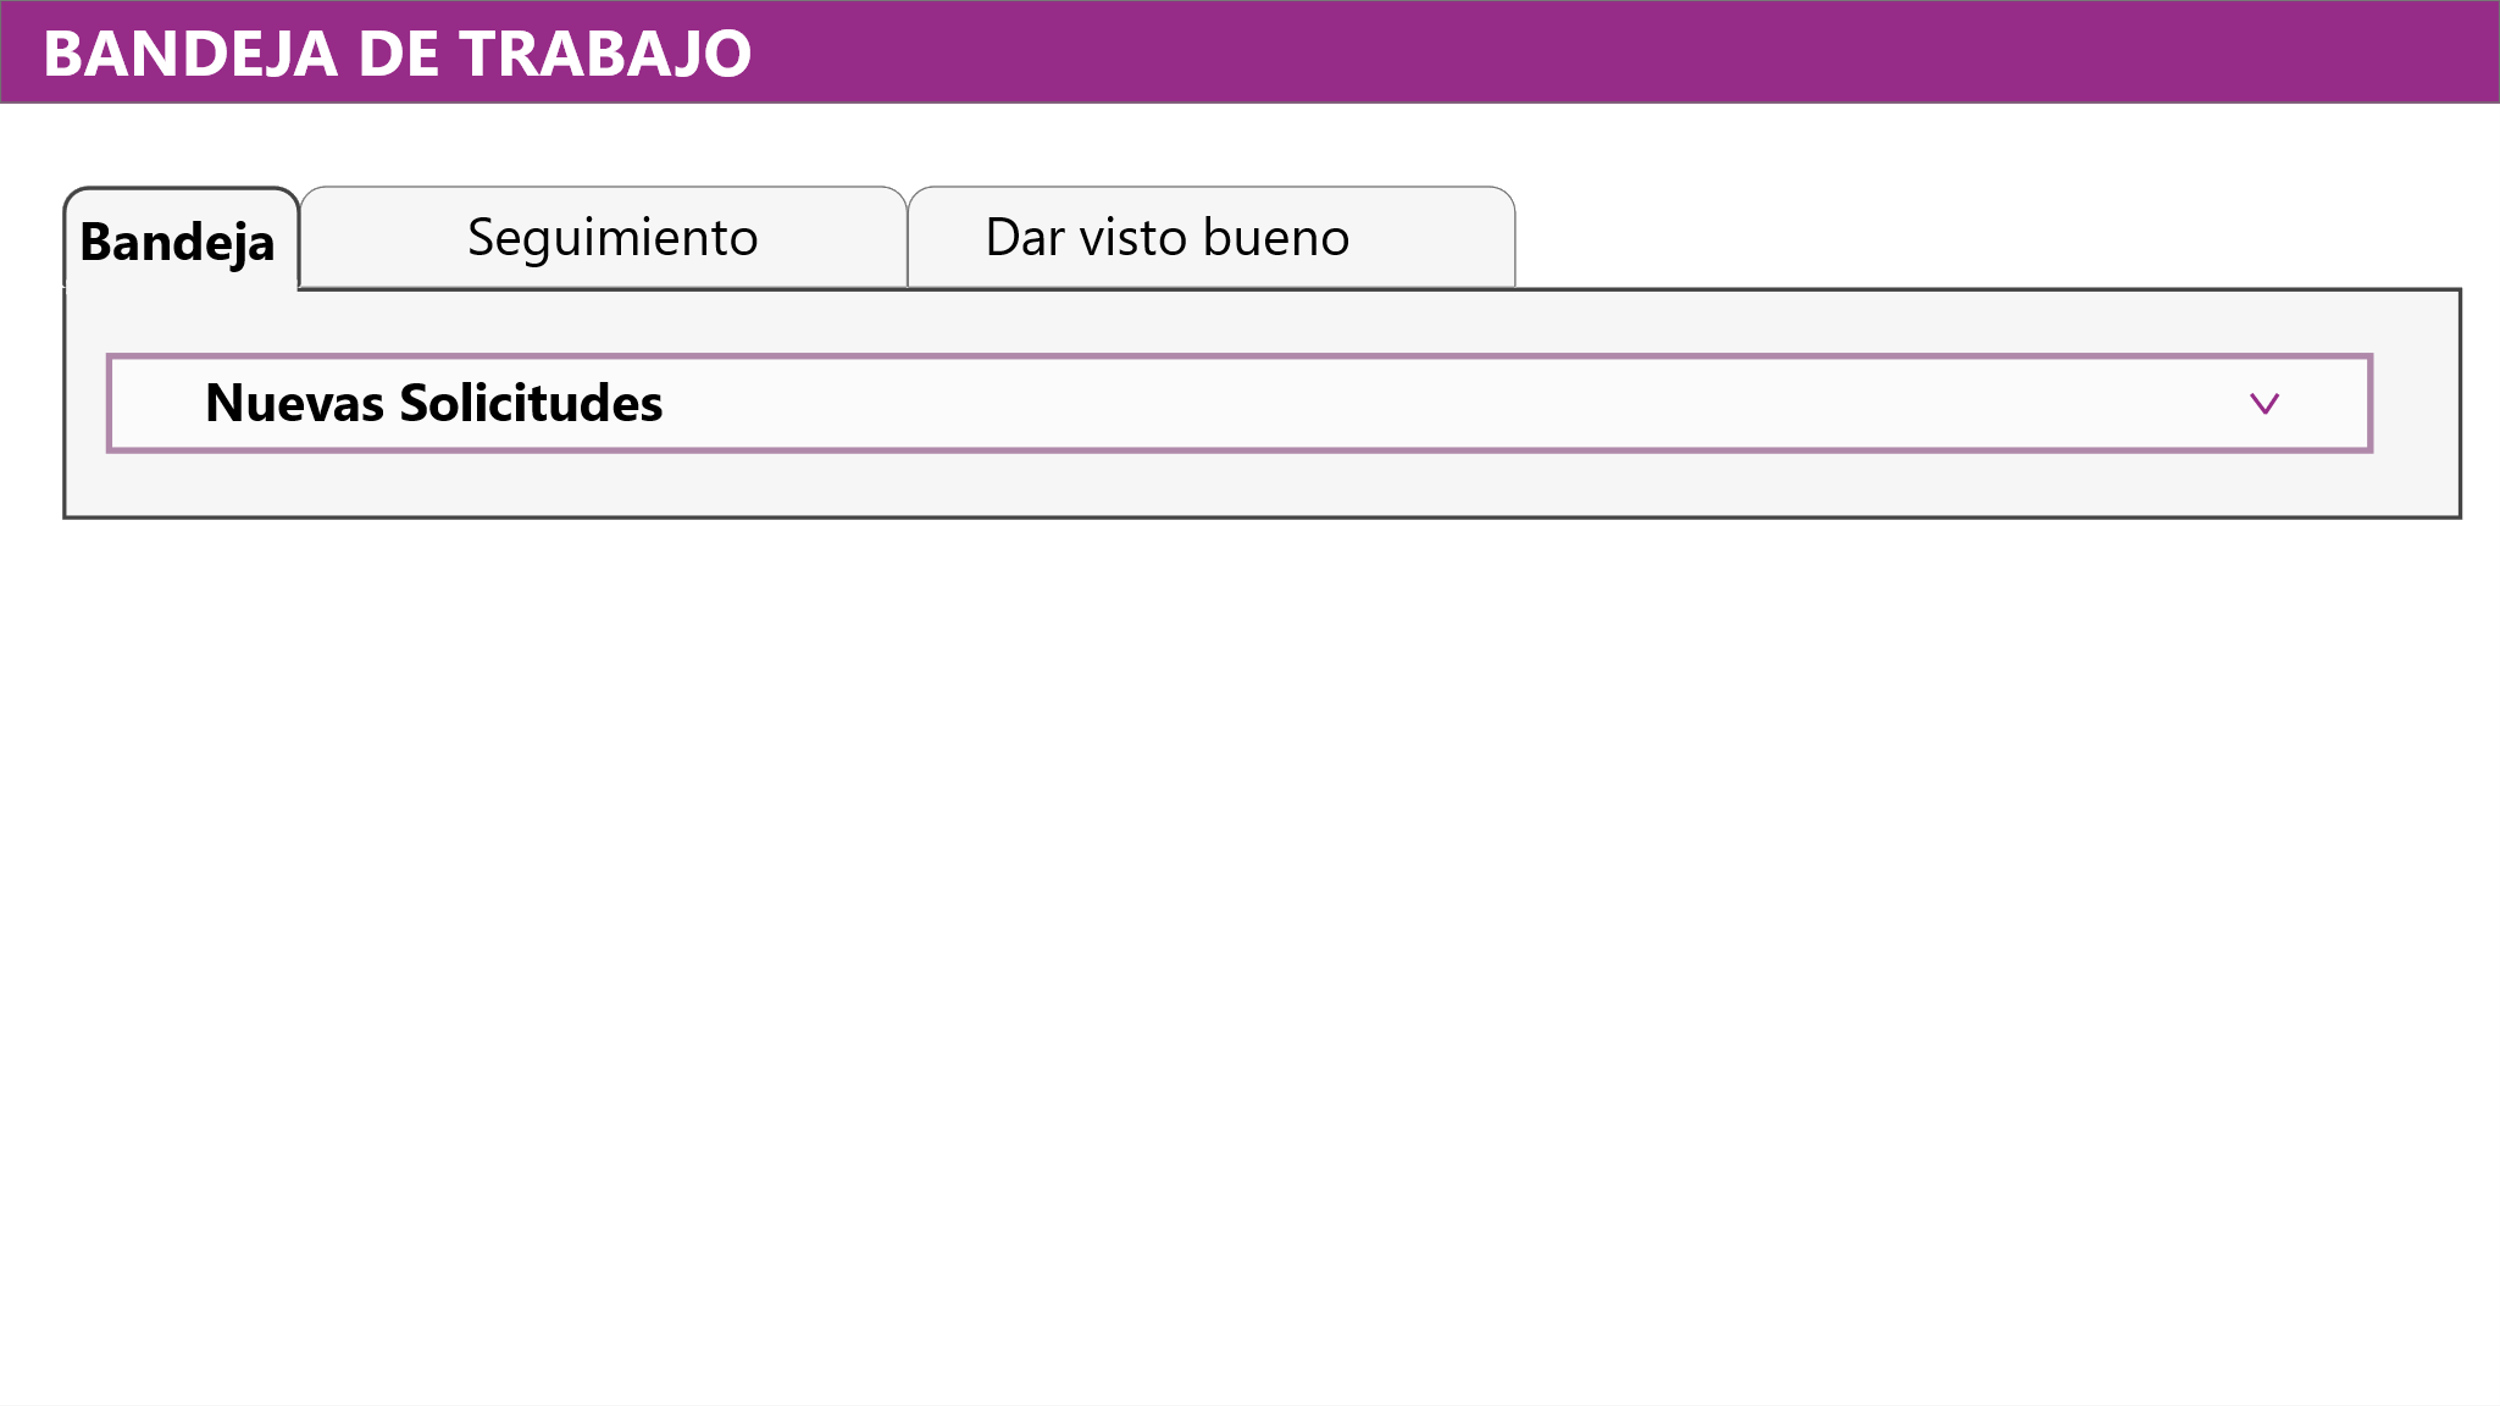 BANDEJA DE TRABAJO
Bandeja
Seguimiento
Dar visto bueno
Nuevas Solicitudes